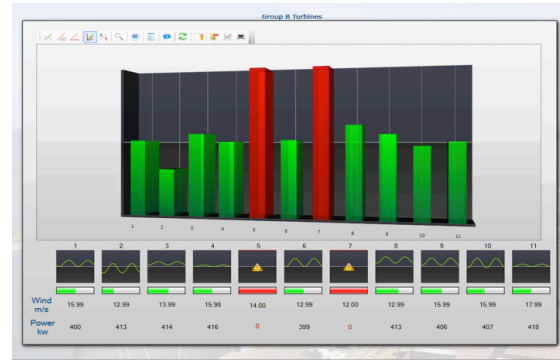 Group B Turbines
1 2 3 4 5 6 7 8 9 10 11
1 2 3 4 5 6 7 8 9 10 11
Wind m/s 15.99 12.99 13.99 15.98 14.00 12.99 12.00 12.99 15.99 15.99 17.99
Power kw 400 413 414 416 0 399 0 413 406 407 418